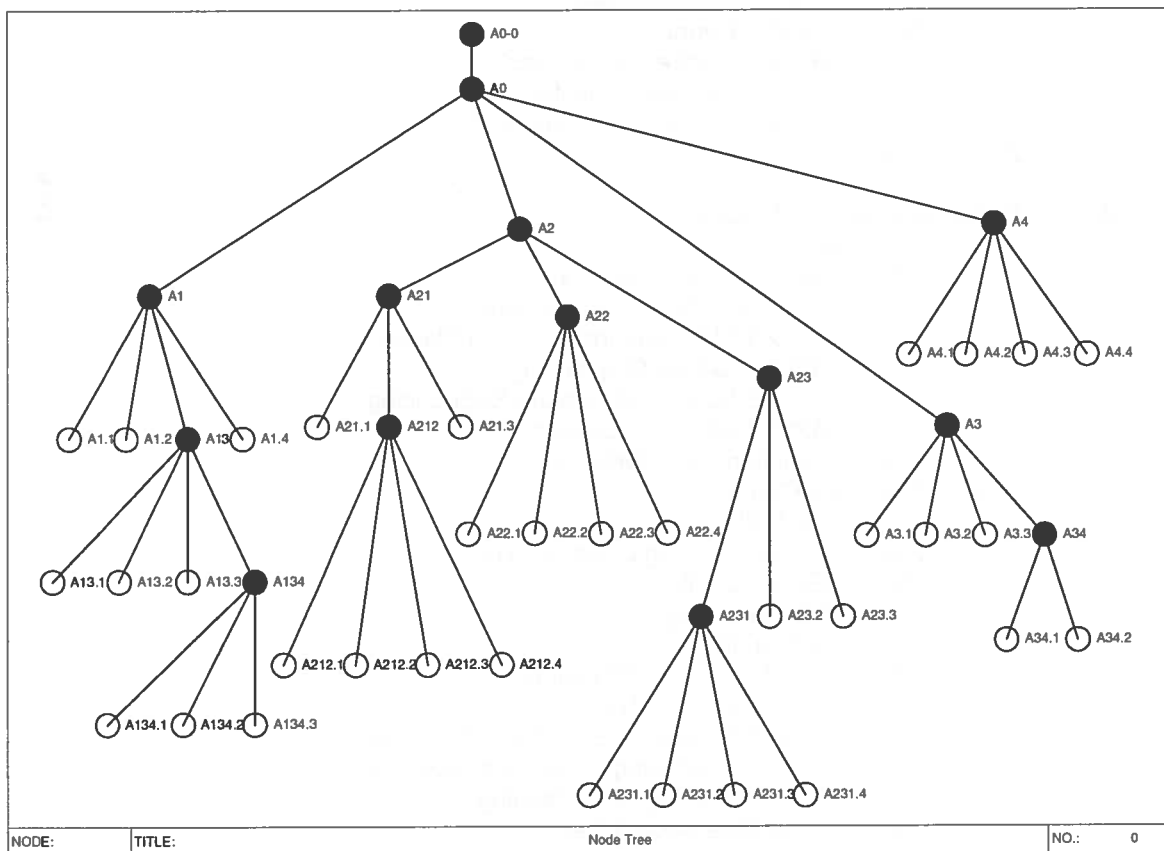 A0-0
A0
A2
A4
A1
A21
A22
A4.1 A4.2 A4.3 A4.4
A23
A3
A1.1 A1.2 A13 A1.4
A21.1 A212 A21.3
A22.1 A22.2 A22.3 A22.4
A3.1 A3.2 A3.3 A34
A13.1 A13.2 A13.3 A134
A231 A23.2 A23.3
A34.1 A34.2
A212.1 A212.2 A212.3 A212.4
A134.1 A134.2 A134.3
A231.1 A231.2 A231.3 A231.4
NODE: TITLE: Node Tree NO.: 0